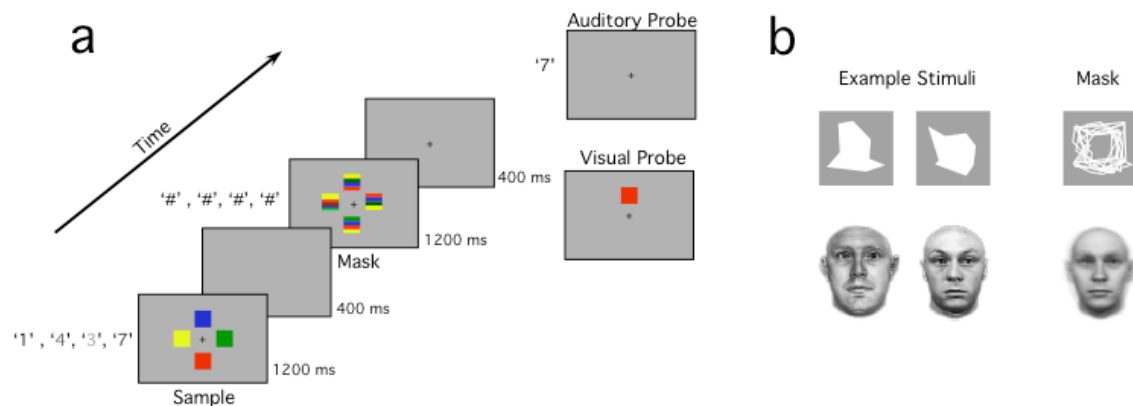 a
Time
'1' , '4', '3', '7'
Sample
1200 ms
400 ms
'#' , '#', '#', '#'
Mask
1200 ms
400 ms
Auditory Probe
'7'
Visual Probe
b
Example Stimuli
Mask